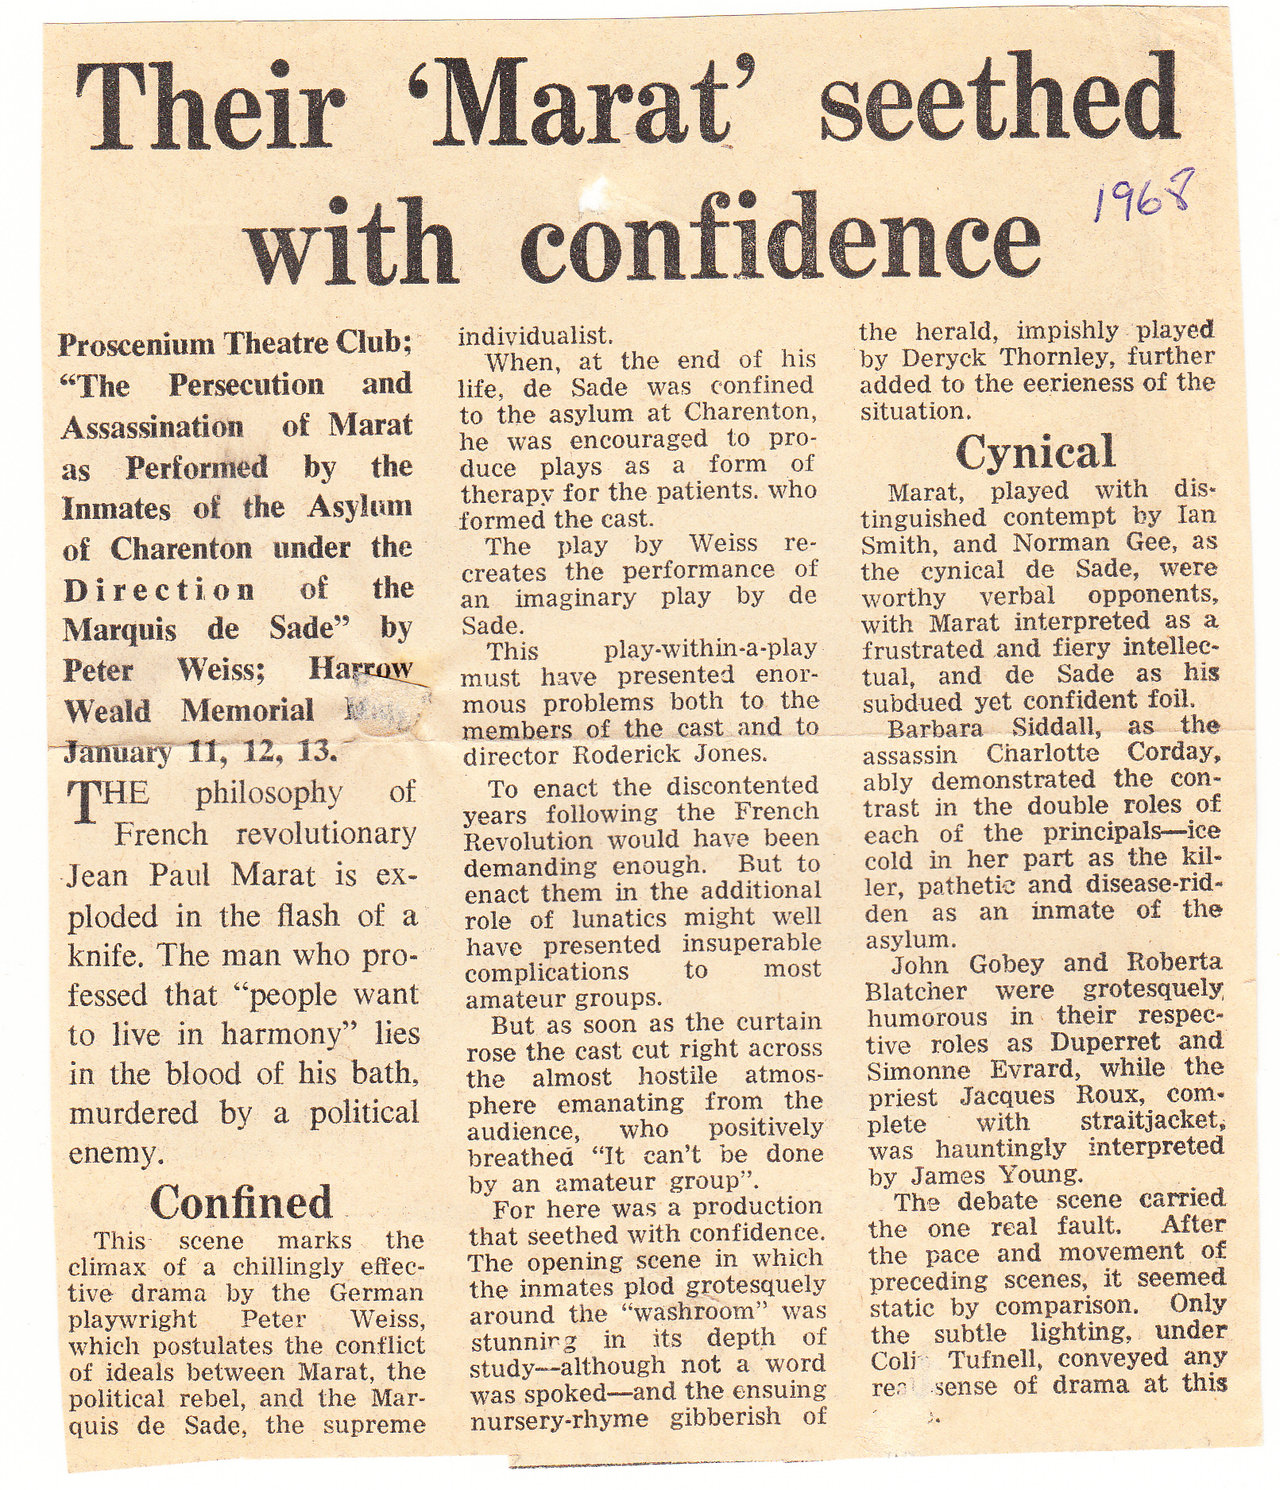 Their ‘Marat’ seethed
with confidence
1968
Proscenium Theatre Club;
“The Persecution and
Assassination of Marat
as Performed by the
Inmates of the Asylum
of Charenton under the
Direction of the
Marquis de Sade” by
Peter Weiss; Harrow
Weald Memorial
January 11, 12, 13.
THE philosophy of
French revolutionary
Jean Paul Marat is ex-
ploded in the flash of a
knife. The man who pro-
fessed that “people want
to live in harmony” lies
in the blood of his bath,
murdered by a political
enemy.
Confined
This scene marks the
climax of a chillingly effec-
tive drama by the German
playwright Peter Weiss,
which postulates the conflict
of ideals between Marat, the
political rebel, and the Mar-
quis de Sade, the supreme
individualist.
When, at the end of his
life, de Sade was confined
to the asylum at Charenton,
he was encouraged to pro-
duce plays as a form of
therapy for the patients. who
formed the cast.
The play by Weiss re-
creates the performance of
an imaginary play by de
Sade.
This play-within-a-play
must have presented enor-
mous problems both to the
members of the cast and to
director Roderick Jones.
To enact the discontented
years following the French
Revolution would have been
demanding enough. But to
enact them in the additional
role of lunatics might well
have presented insuperable
complications to most
amateur groups.
But as soon as the curtain
rose the cast cut right across
the almost hostile atmos-
phere emanating from the
audience, who positively
breathed “It can’t be done
by an amateur group”.
For here was a production
that seethed with confidence.
The opening scene in which
the inmates plod grotesquely
around the “washroom” was
stunning in its depth of
study—although not a word
was spoked—and the ensuing
nursery-rhyme gibberish of
the herald, impishly played
by Deryck Thornley, further
added to the eerieness of the
situation.
Cynical
Marat, played with dis-
tinguished contempt by Ian
Smith, and Norman Gee, as
the cynical de Sade, were
worthy verbal opponents,
with Marat interpreted as a
frustrated and fiery intellec-
tual, and de Sade as his
subdued yet confident foil.
Barbara Siddall, as the
assassin Charlotte Corday,
ably demonstrated the con-
trast in the double roles of
each of the principals—ice
cold in her part as the kil-
ler, pathetic and disease-rid-
den as an inmate of the
asylum.
John Gobey and Roberta
Blatcher were grotesquely
humorous in their respec-
tive roles as Duperret and
Simonne Evrard, while the
priest Jacques Roux, com-
plete with straitjacket,
was hauntingly interpreted
by James Young.
The debate scene carried
the one real fault. After
the pace and movement of
preceding scenes, it seemed
static by comparison. Only
the subtle lighting, under
Colin Tufnell, conveyed any
real sense of drama at this